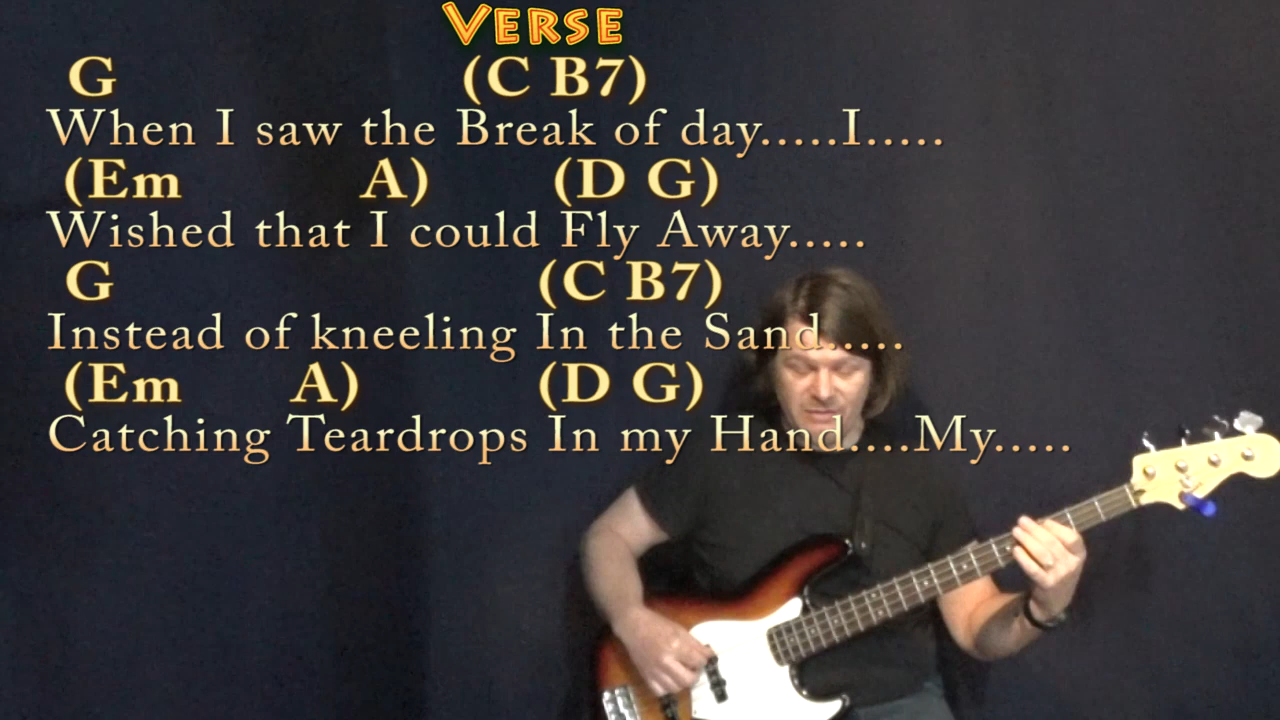 VERSE
G (C B7)
When I saw the Break of day.....I.....
(Em A) (D G)
Wished that I could Fly Away.....
G (C B7)
Instead of kneeling In the Sand.....
(Em A) (D G)
Catching Teardrops In my Hand....My.....